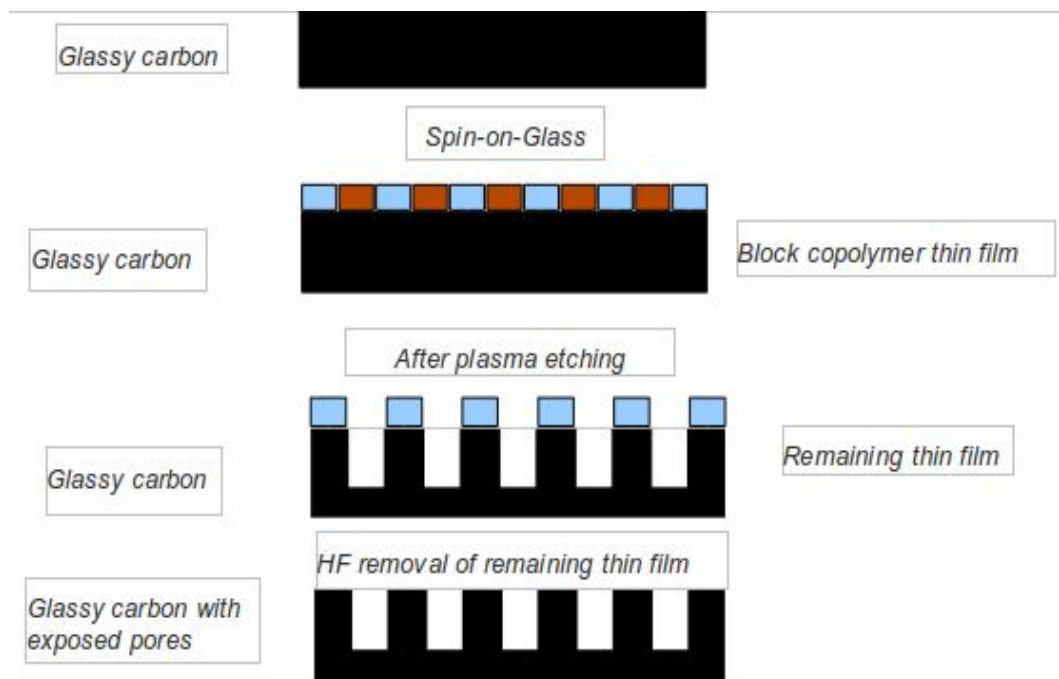 Glassy carbon
Spin-on-Glass
Glassy carbon
Block copolymer thin film
After plasma etching
Glassy carbon
Remaining thin film
HF removal of remaining thin film
Glassy carbon with
exposed pores